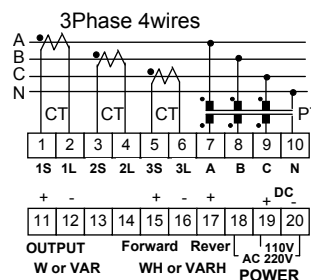 3Phase 4wires
A
B
C
N
CT CT CT P
1 2 3 4 5 6 7 8 9 10
1S 1L 2S 2L 3S 3L A B C N
+ - + - + + DC -
11 12 13 14 15 16 17 18 19 20
OUTPUT Forward Rever 110V
W or VAR WH or VARH AC 220V
POWER